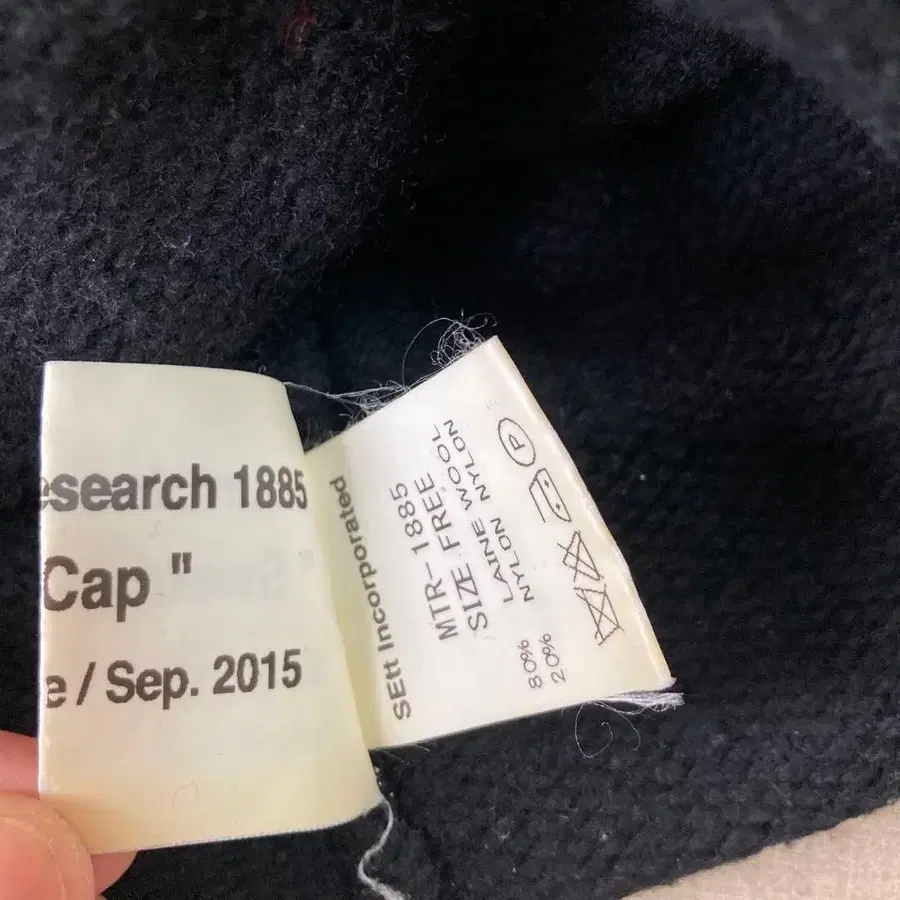 esearch 1885
Cap "
e / Sep. 2015
SEtt Incorporated
MTR-1885
SIZE FREE
LAINE WOOL
NYLON NYLON
80%
20%
P